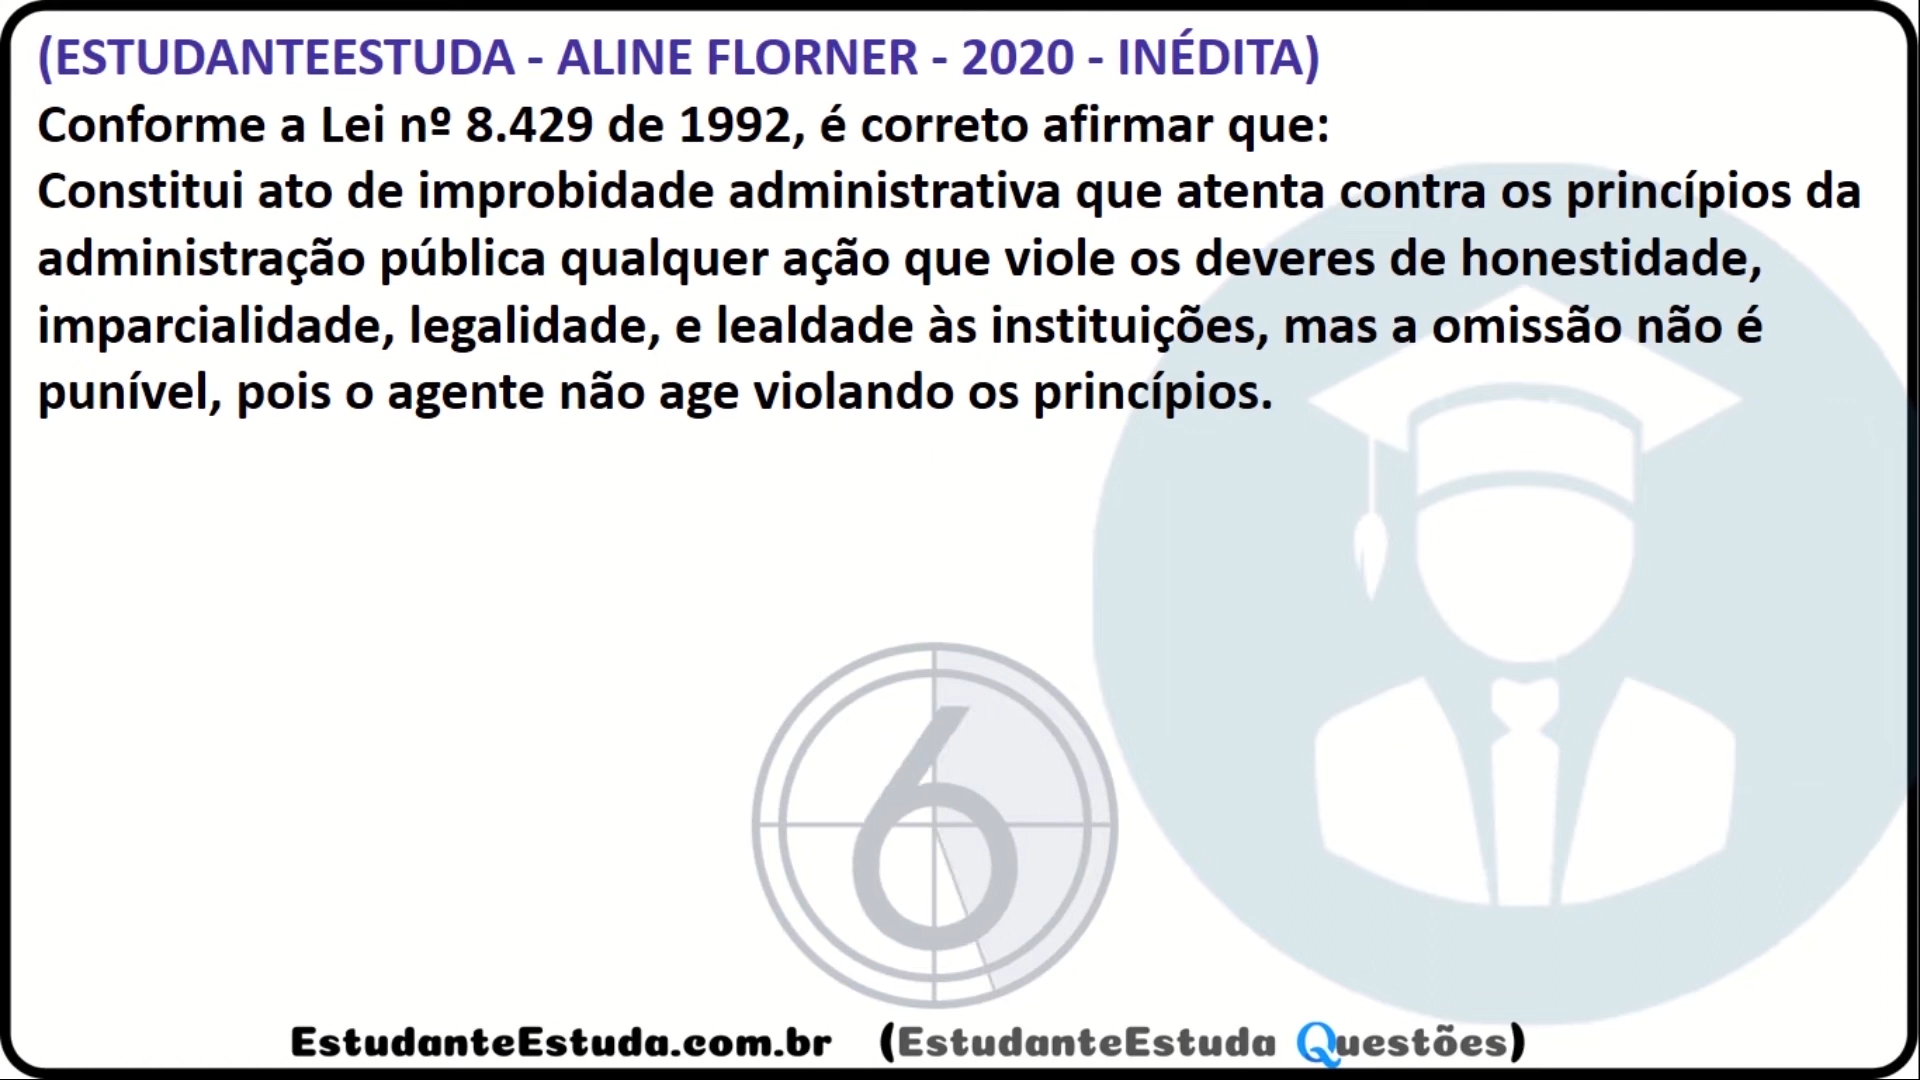 (ESTUDANTEESTUDA - ALINE FLORNER - 2020 - INÉDITA)
Conforme a Lei nº 8.429 de 1992, é correto afirmar que:
Constitui ato de improbidade administrativa que atenta contra os princípios da
administração pública qualquer ação que viole os deveres de honestidade,
imparcialidade, legalidade, e lealdade às instituições, mas a omissão não é
punível, pois o agente não age violando os princípios.
6
EstudanteEstuda.com.br (EstudanteEstuda Questões)